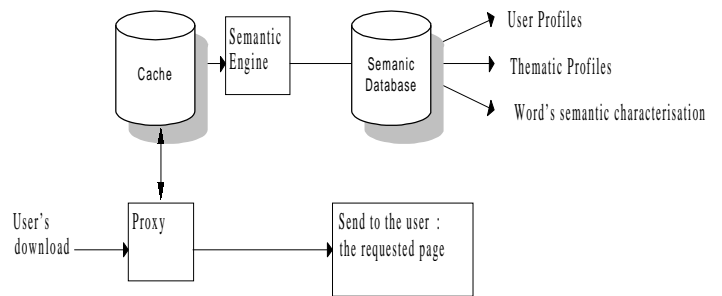 User Profiles
Semantic
Engine
Cache
Semanic
Database
Thematic Profiles
Word's semantic characterisation
User's
download
Proxy
Send to the user :
the requested page